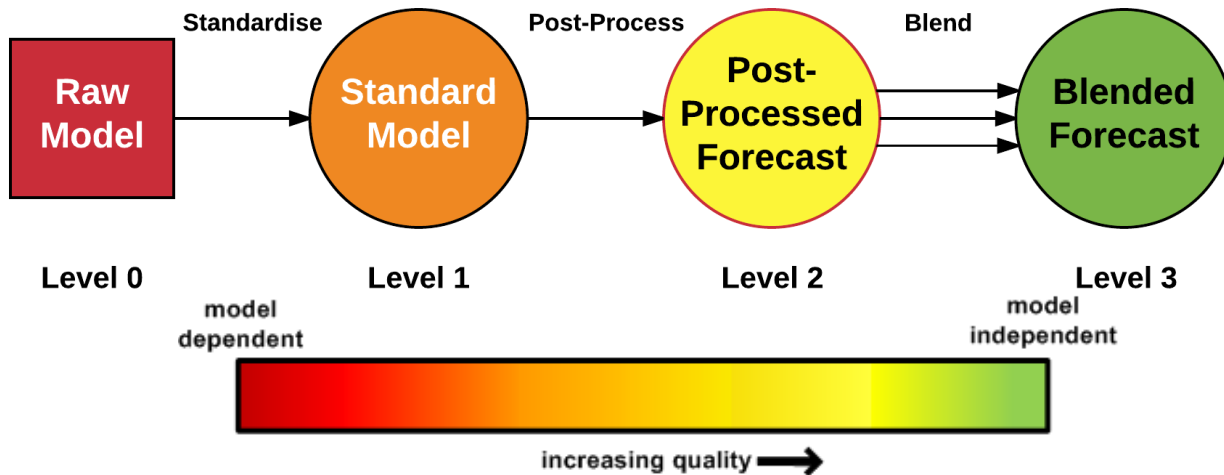 Standardise
Post-Process
Blend
Raw
Model
Standard
Model
Post-
Processed
Forecast
Blended
Forecast
Level 0
Level 1
Level 2
Level 3
model
dependent
model
independent
increasing quality